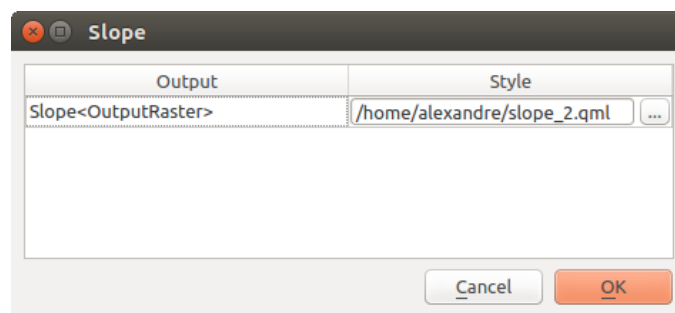 Slope
Output Style
Slope<OutputRaster> /home/alexandre/slope_2.qml ...
Cancel OK